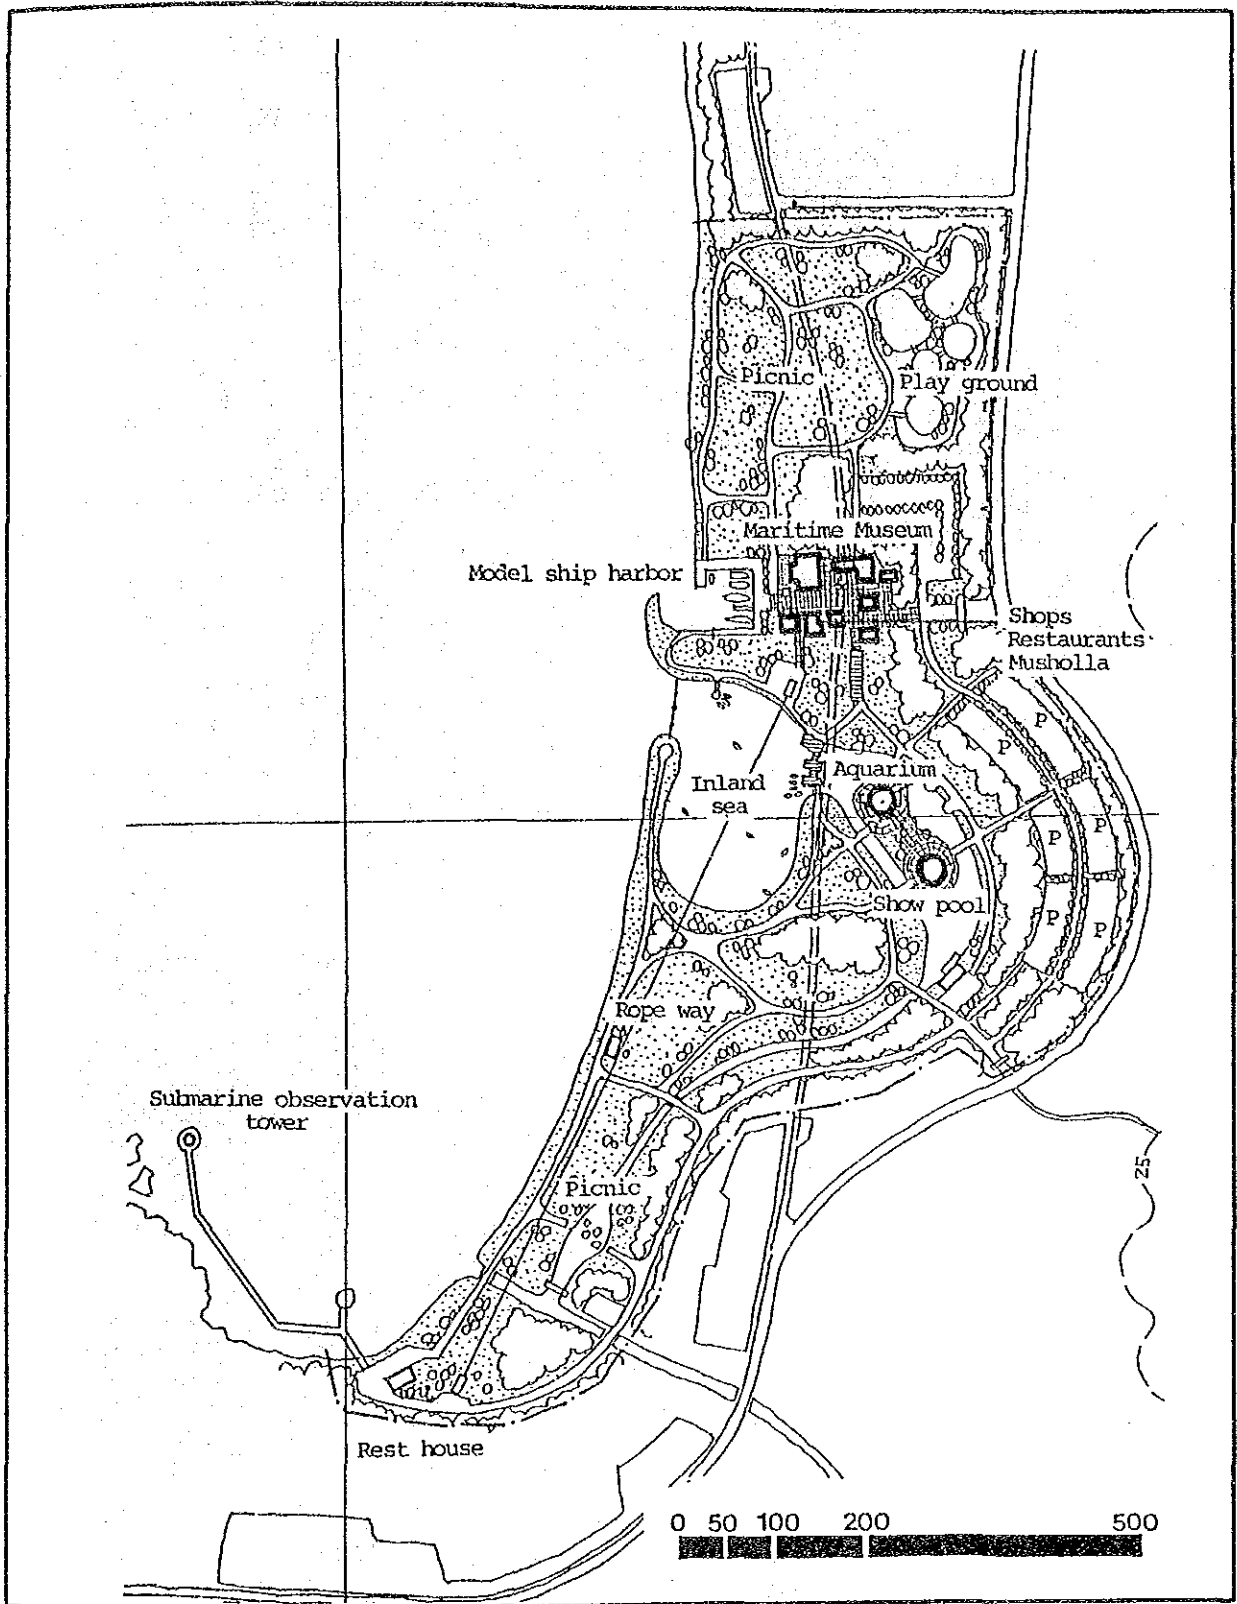 Picnic
Play ground
Maritime Museum
Model ship harbor
Shops
Restaurants
Musholla
P
P
Aquarium
Inland
sea
P
P
Show pool
P
P
Rope way
Submarine observation
tower
25
Picnic
Rest house
0 50 100 200 500